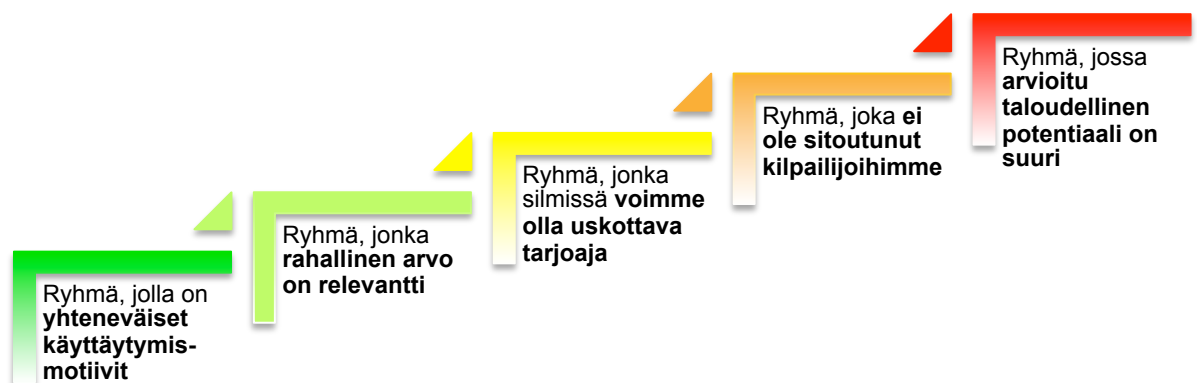 Ryhmä, jolla on
yhteneväiset
käyttäytymis-
motiivit
Ryhmä, jonka
rahallinen arvo
on relevantti
Ryhmä, jonka
silmissä voimme
olla uskottava
tarjoaja
Ryhmä, joka ei
ole sitoutunut
kilpailijoihimme
Ryhmä, jossa
arvioitu
taloudellinen
potentiaali on
suuri